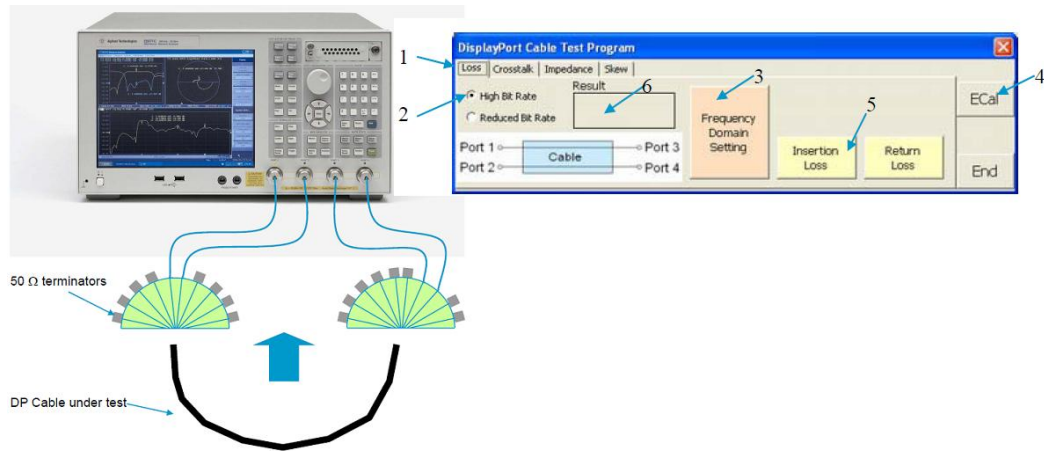 Agilent Technologies
1
2
3
4
5
6
DisplayPort Cable Test Program
Loss
Crosstalk
Impedance
Skew
High Bit Rate
Reduced Bit Rate
Result
Port 1
Port 2
Cable
Port 3
Port 4
Frequency
Domain
Setting
Insertion
Loss
Return
Loss
ECal
End
50 Ω terminators
DP Cable under test